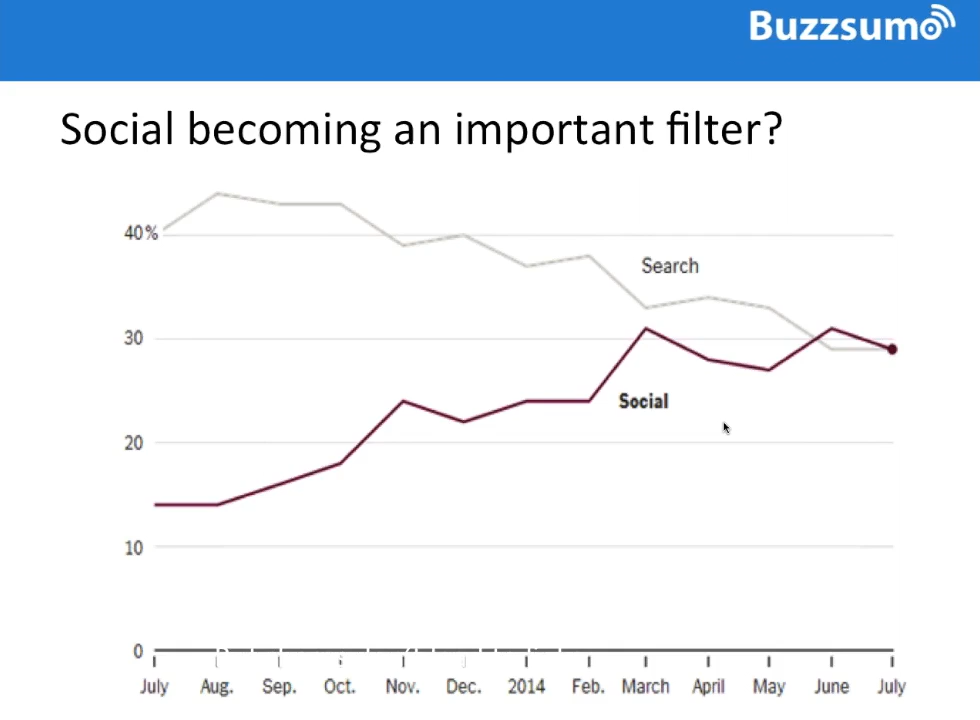 Buzzsumo
Social becoming an important filter?
40%
Search
30
Social
20
10
0
July Aug. Sep. Oct. Nov. Dec. 2014 Feb. March April May June July